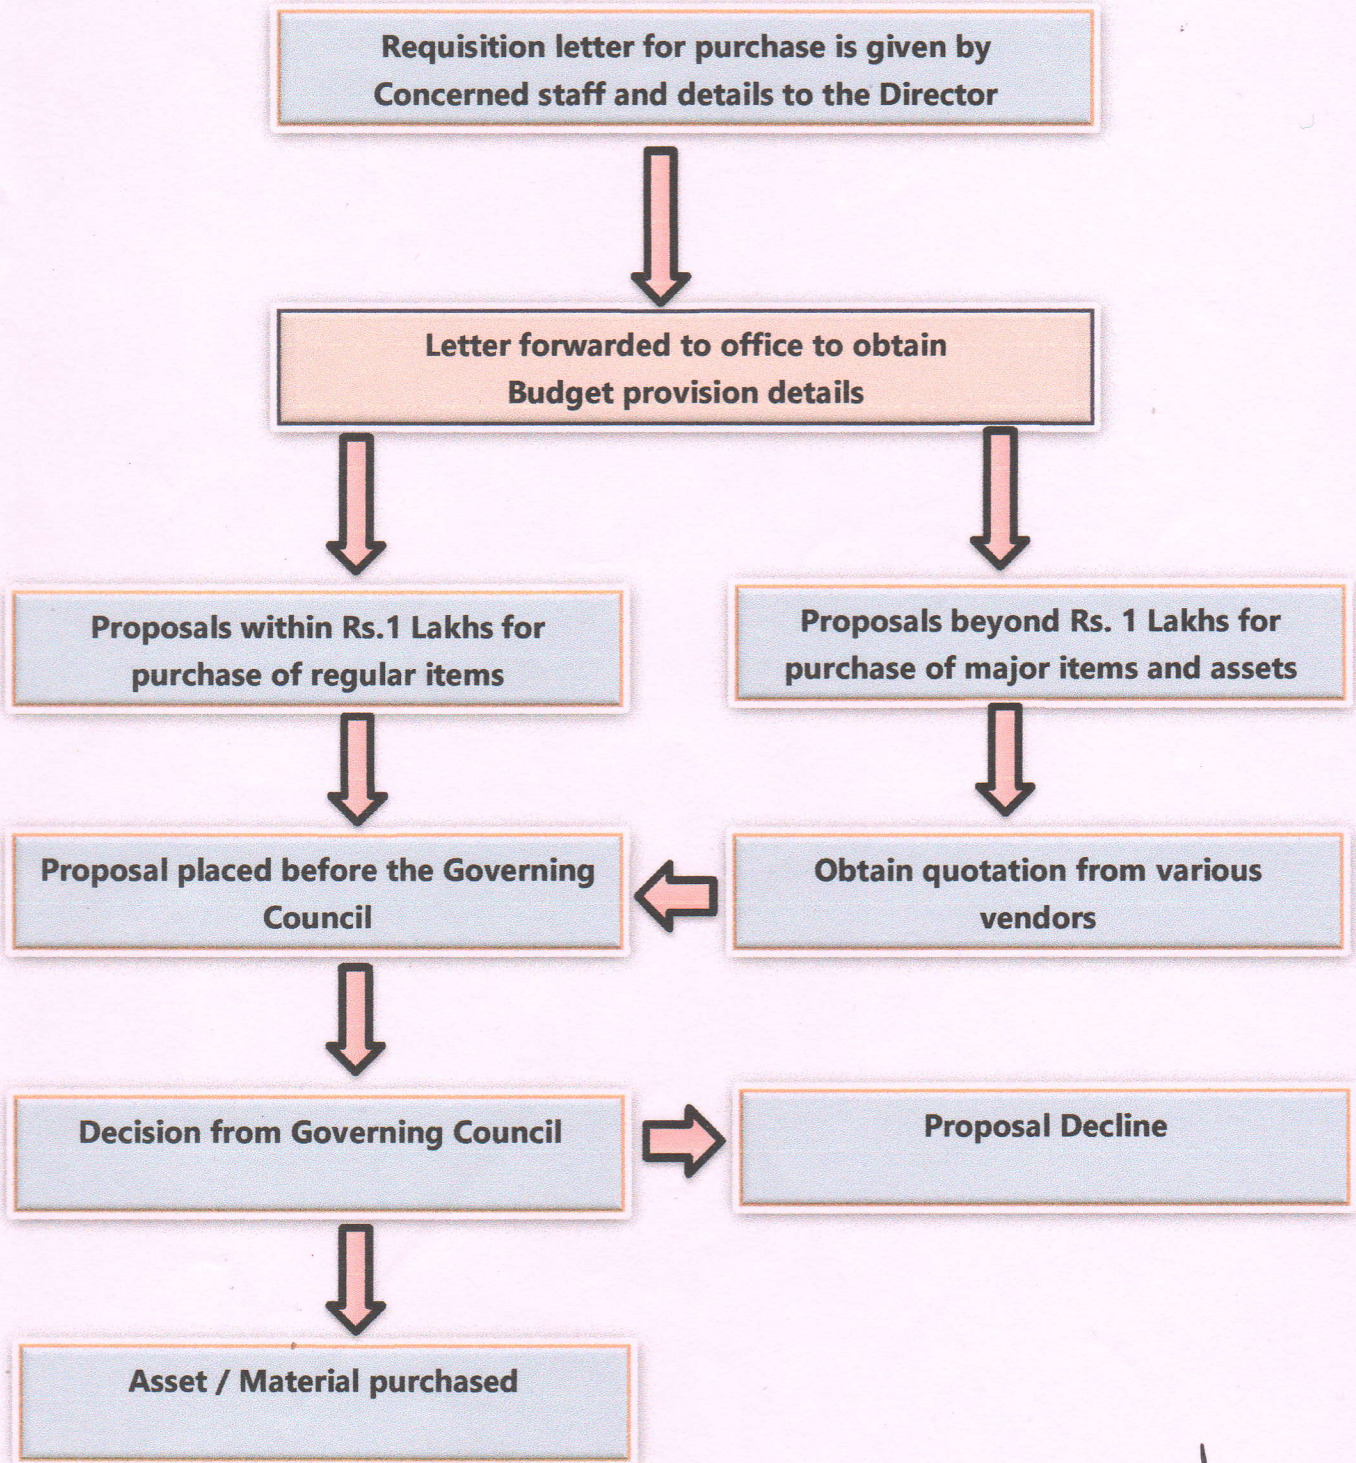 Requisition letter for purchase is given by
Concerned staff and details to the Director
Letter forwarded to office to obtain
Budget provision details
Proposals within Rs.1 Lakhs for
purchase of regular items
Proposals beyond Rs. 1 Lakhs for
purchase of major items and assets
Proposal placed before the Governing
Council
Obtain quotation from various
vendors
Decision from Governing Council
Proposal Decline
Asset / Material purchased